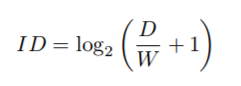 ID = log₂ (D/W + 1)